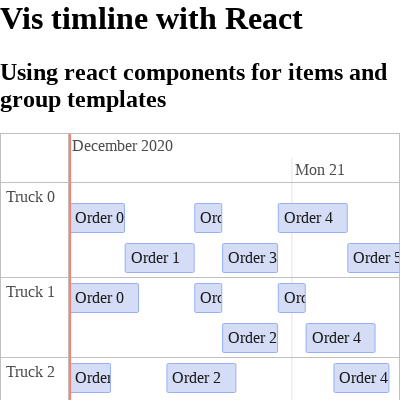 Vis timline with React
Using react components for items and
group templates
December 2020
Mon 21
Truck 0
Order 0
Order 4
Order 1
Order 3
Order 5
Truck 1
Order 0
Order 2
Order 4
Truck 2
Order 2
Order 4